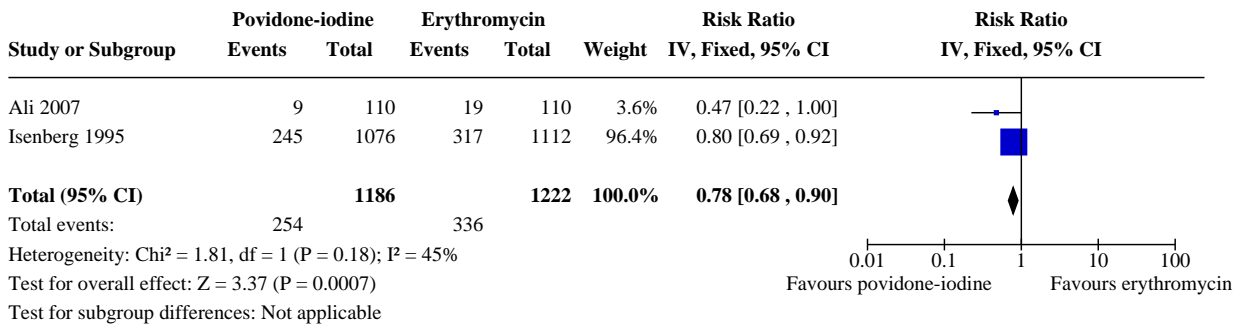 Povidone-iodine Erythromycin Risk Ratio Risk Ratio
Study or Subgroup Events Total Events Total Weight IV, Fixed, 95% CI IV, Fixed, 95% CI
Ali 2007 9 110 19 110 3.6% 0.47 [0.22 , 1.00]
Isenberg 1995 245 1076 317 1112 96.4% 0.80 [0.69 , 0.92]
Total (95% CI) 1186 1222 100.0% 0.78 [0.68 , 0.90]
Total events: 254 336
Heterogeneity: Chi² = 1.81, df = 1 (P = 0.18); I² = 45%
0.01 0.1 1 10 100
Test for overall effect: Z = 3.37 (P = 0.0007)
Favours povidone-iodine Favours erythromycin
Test for subgroup differences: Not applicable